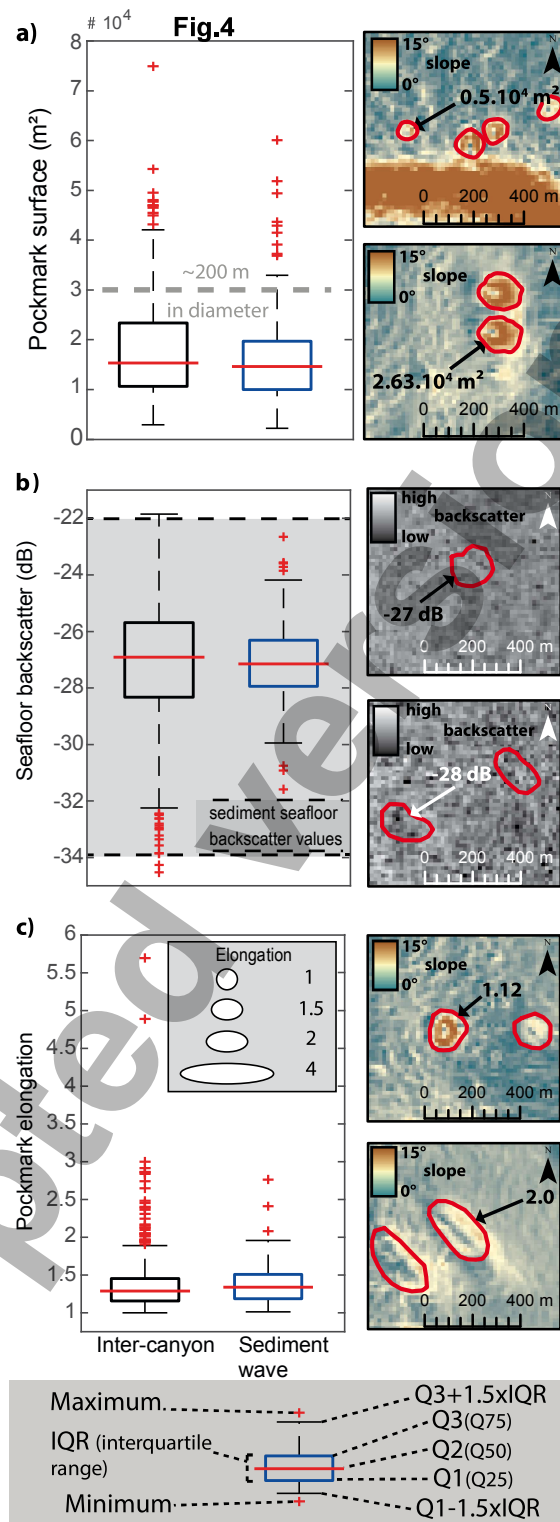 Fig.4
a)
# 10⁴
Pockmark surface (m²)
8
7
6
5
4
3
2
1
0
~200 m
in diameter
15°
0°
slope
N
0.5.10⁴ m²
0 200 400 m
15°
0°
slope
N
2.63.10⁴ m²
0 200 400 m
b)
Seafloor backscatter (dB)
-22
-24
-26
-28
-30
-32
-34
sediment seafloor
backscatter values
high
low
backscatter
N
-27 dB
0 200 400 m
high
low
backscatter
N
-28 dB
0 200 400 m
c)
Pockmark elongation
6
5.5
5
4.5
4
3.5
3
2.5
2
1.5
1
Elongation
1
1.5
2
4
Inter-canyon
Sediment
wave
15°
0°
slope
N
1.12
0 200 400 m
15°
0°
slope
N
2.0
0 200 400 m
Maximum
IQR (interquartile
range)
Minimum
Q3+1.5xIQR
Q3(Q75)
Q2(Q50)
Q1(Q25)
Q1-1.5xIQR
pted versio